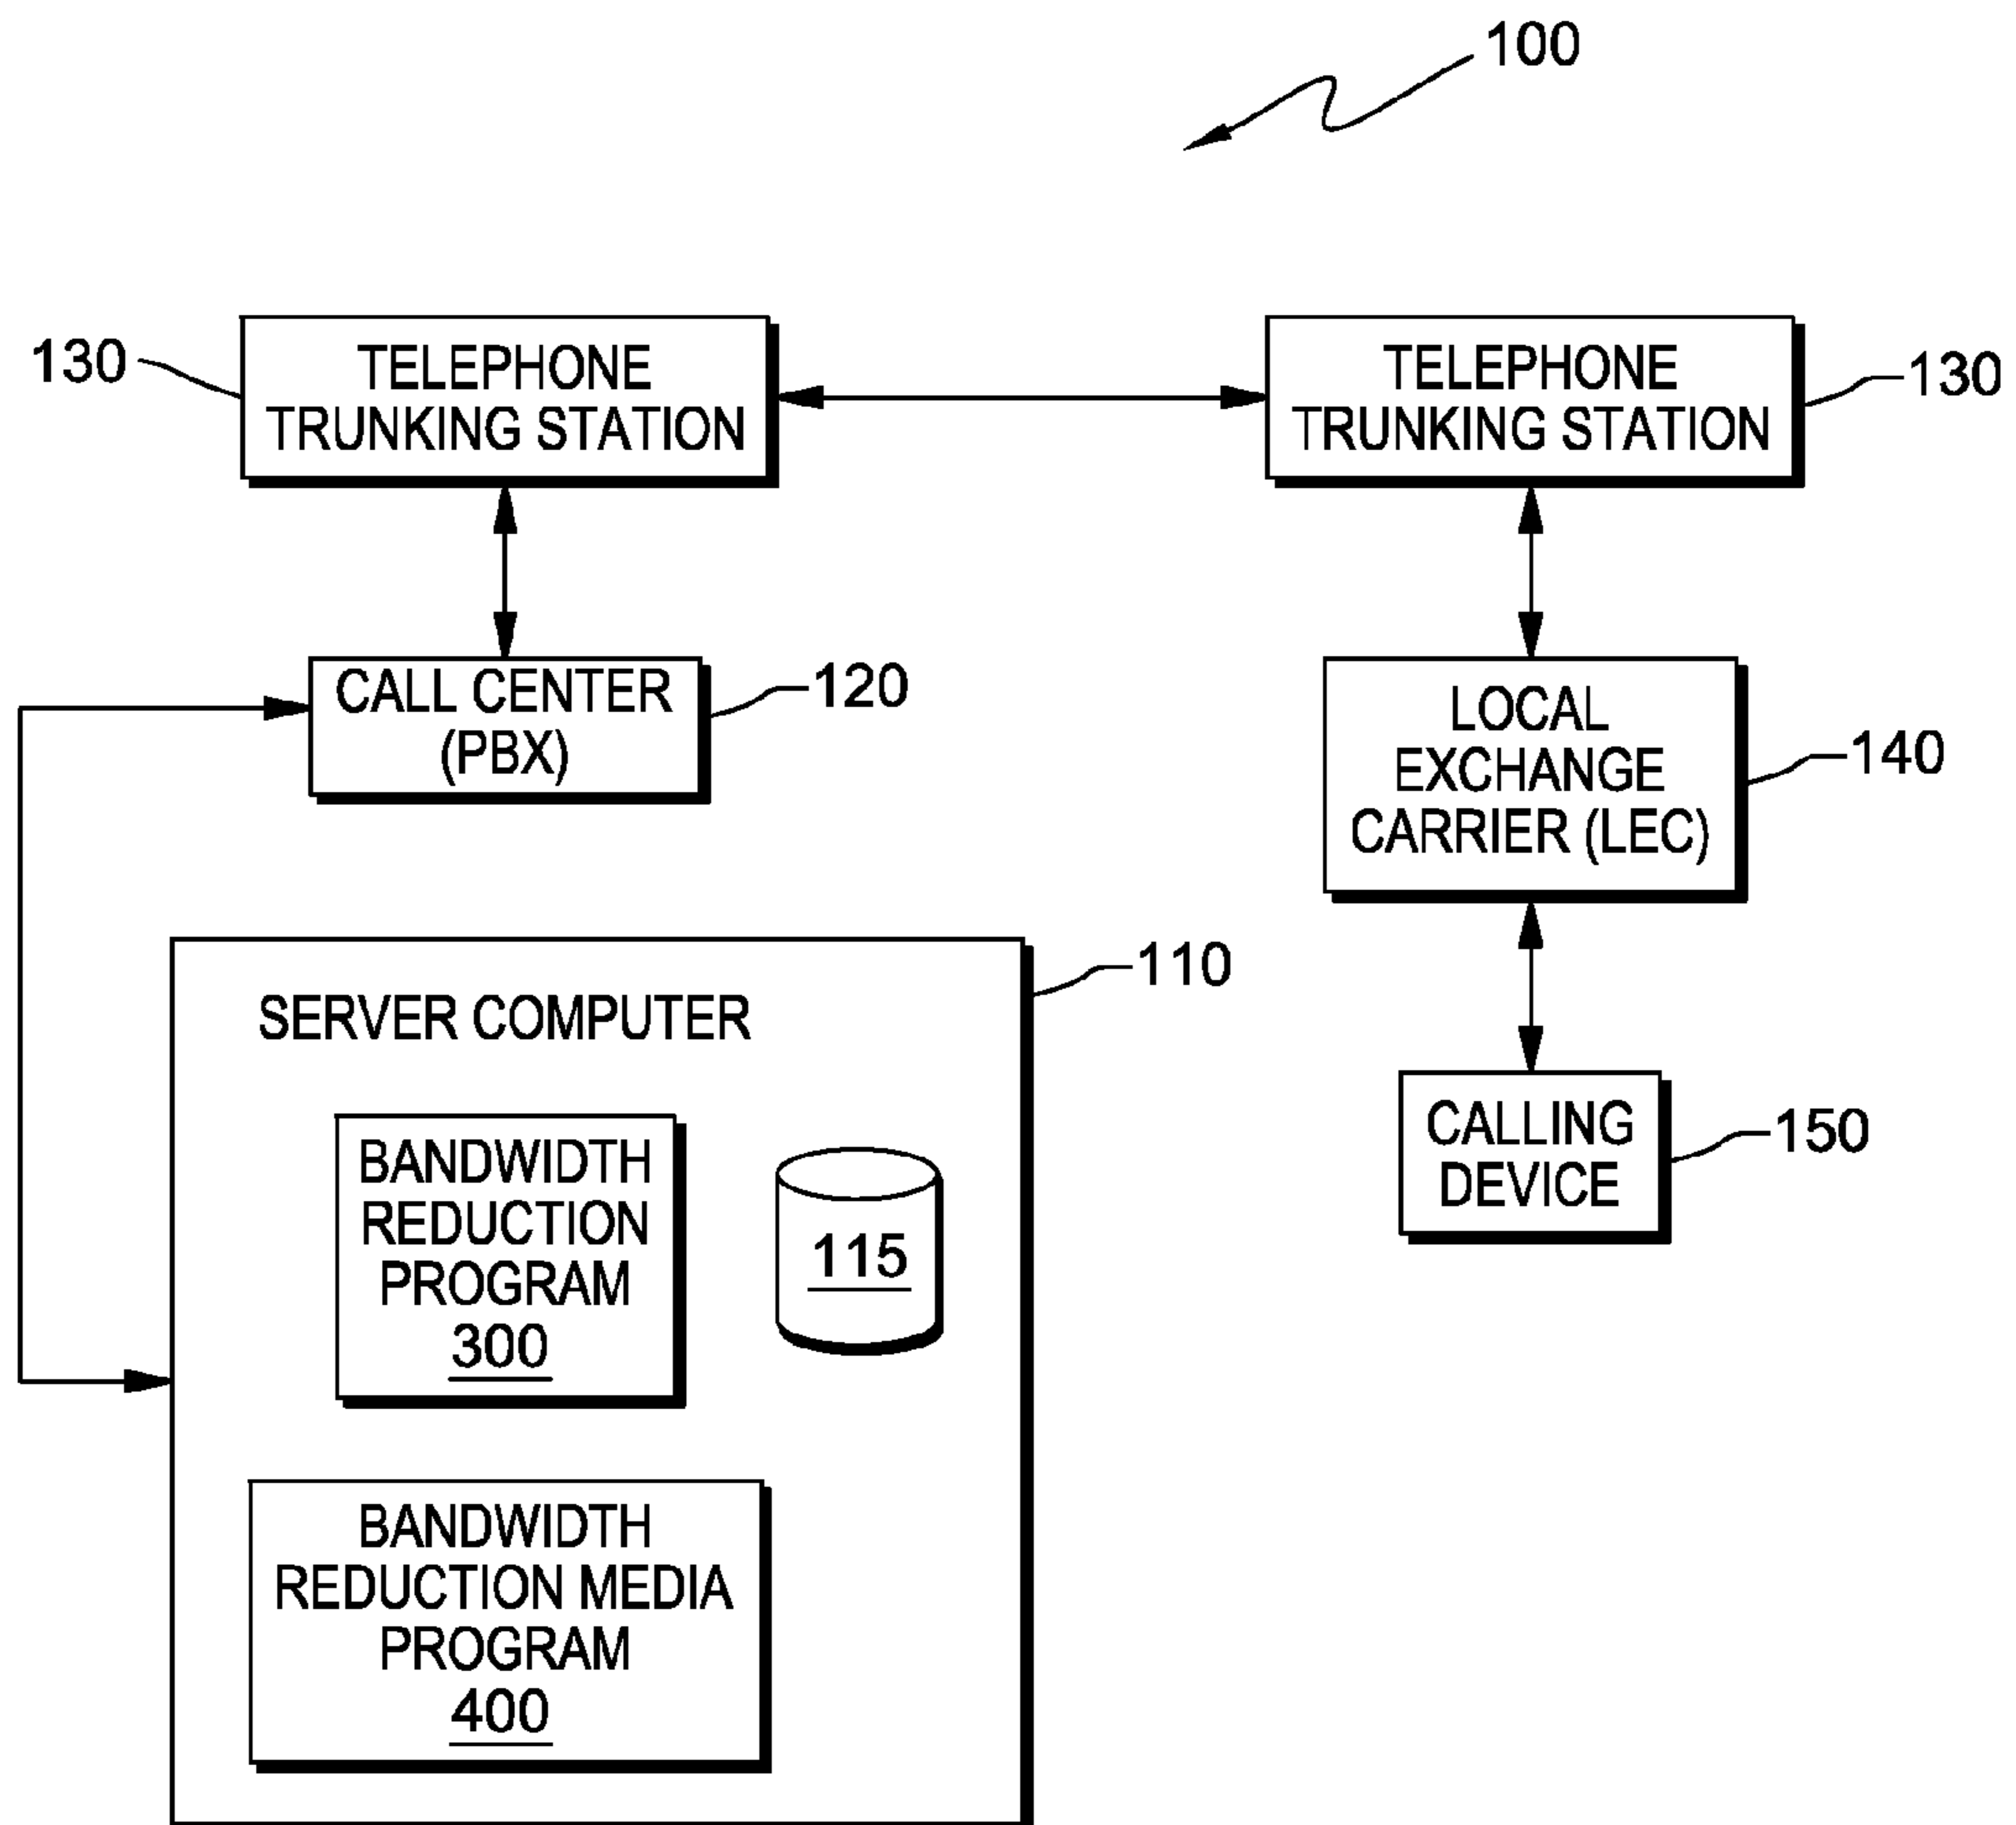 100
130
TELEPHONE
TRUNKING STATION
TELEPHONE
TRUNKING STATION
130
CALL CENTER
(PBX)
120
LOCAL
EXCHANGE
CARRIER (LEC)
140
110
SERVER COMPUTER
BANDWIDTH
REDUCTION
PROGRAM
300
115
CALLING
DEVICE
150
BANDWIDTH
REDUCTION MEDIA
PROGRAM
400